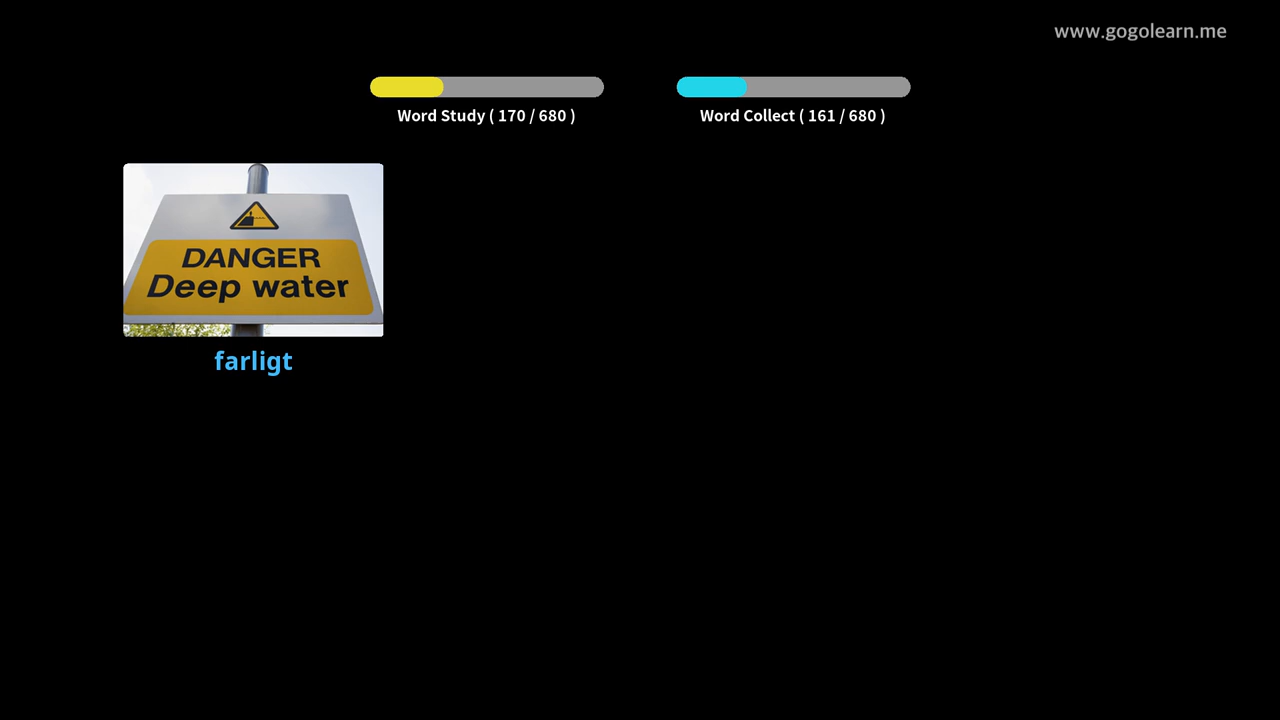 www.gogolearn.me
Word Study ( 170 / 680 )
Word Collect ( 161 / 680 )
DANGER
Deep water
farligt